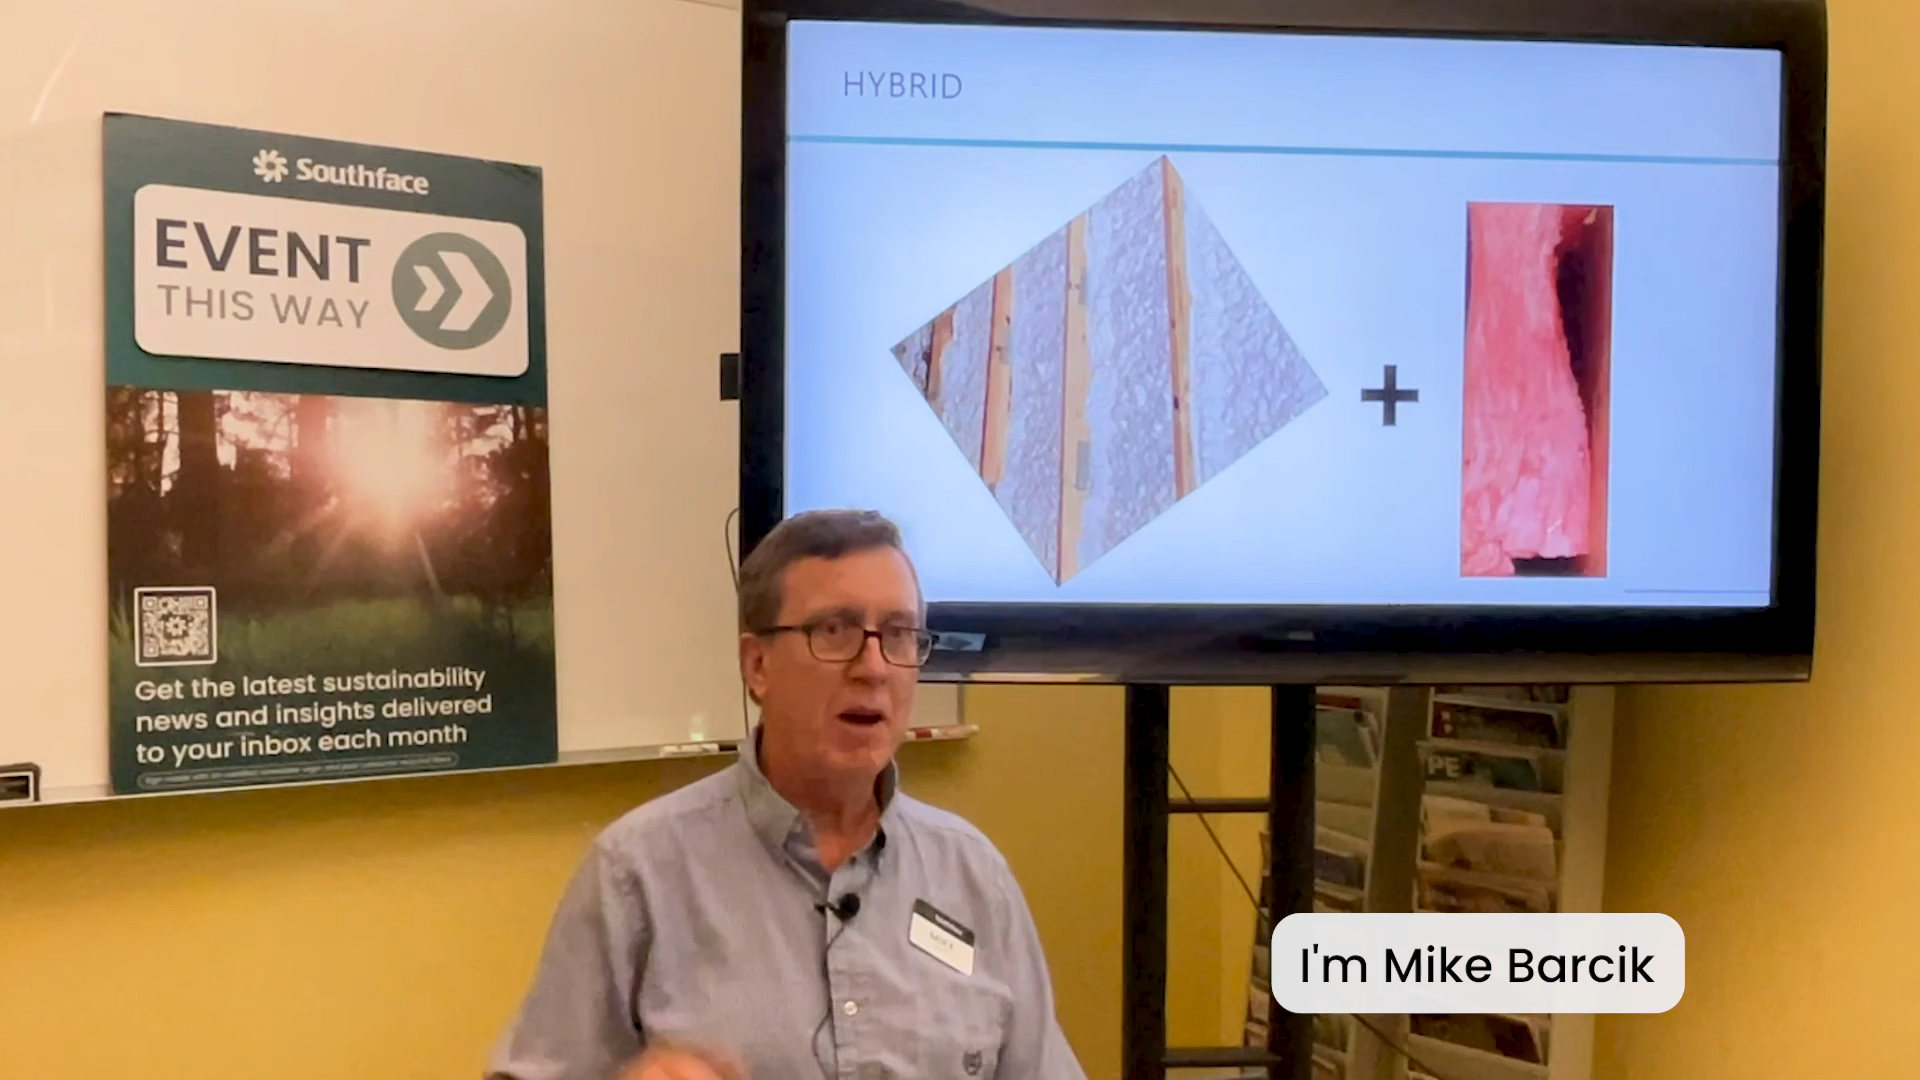 Southface
EVENT
THIS WAY
Get the latest sustainability
news and insights delivered
to your inbox each month
HYBRID
+
PE
I'm Mike Barcik